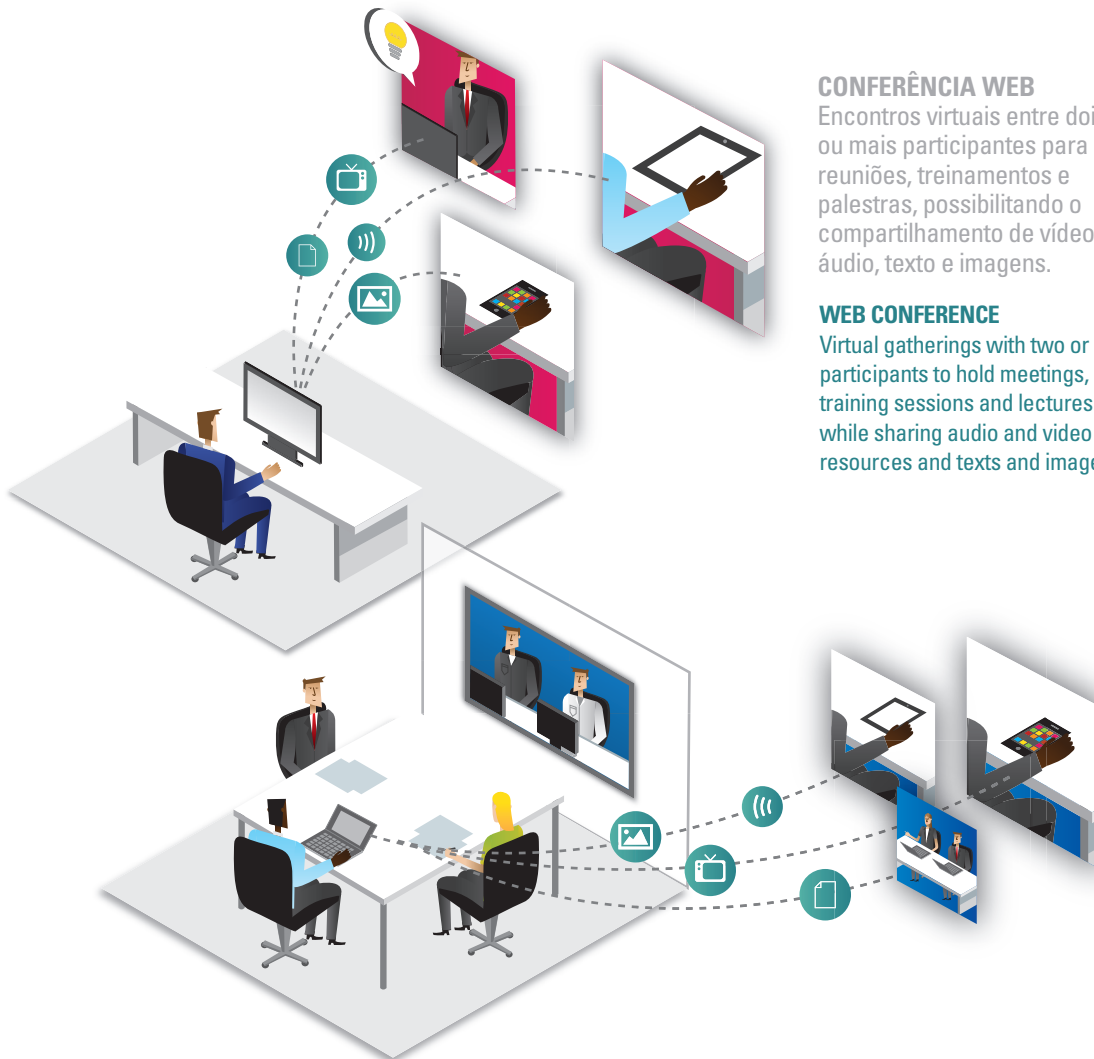 CONFERÊNCIA WEB
Encontros virtuais entre doi
ou mais participantes para
reuniões, treinamentos e
palestras, possibilitando o
compartilhamento de vídeo
áudio, texto e imagens.
WEB CONFERENCE
Virtual gatherings with two or
participants to hold meetings,
training sessions and lectures
while sharing audio and video
resources and texts and image